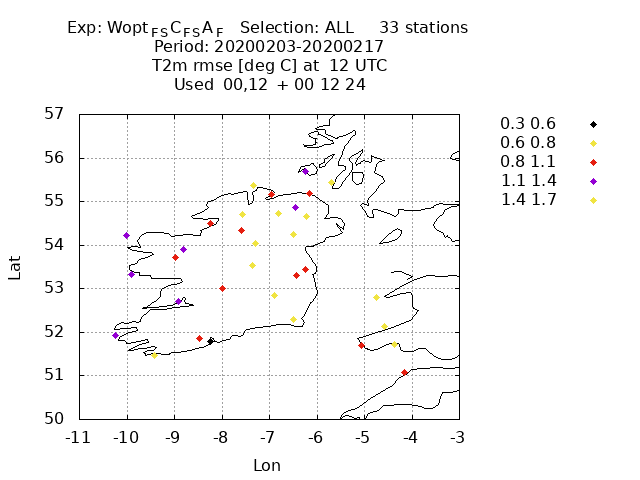 Exp: WoptFSCFSAF   Selection: ALL     33 stations
Period: 20200203-20200217
T2m rmse [deg C] at  12 UTC
Used  00,12  + 00 12 24
57
56
55
54
53
52
51
50
-11 -10 -9 -8 -7 -6 -5 -4 -3
Lat
Lon
0.3 0.6
0.6 0.8
0.8 1.1
1.1 1.4
1.4 1.7